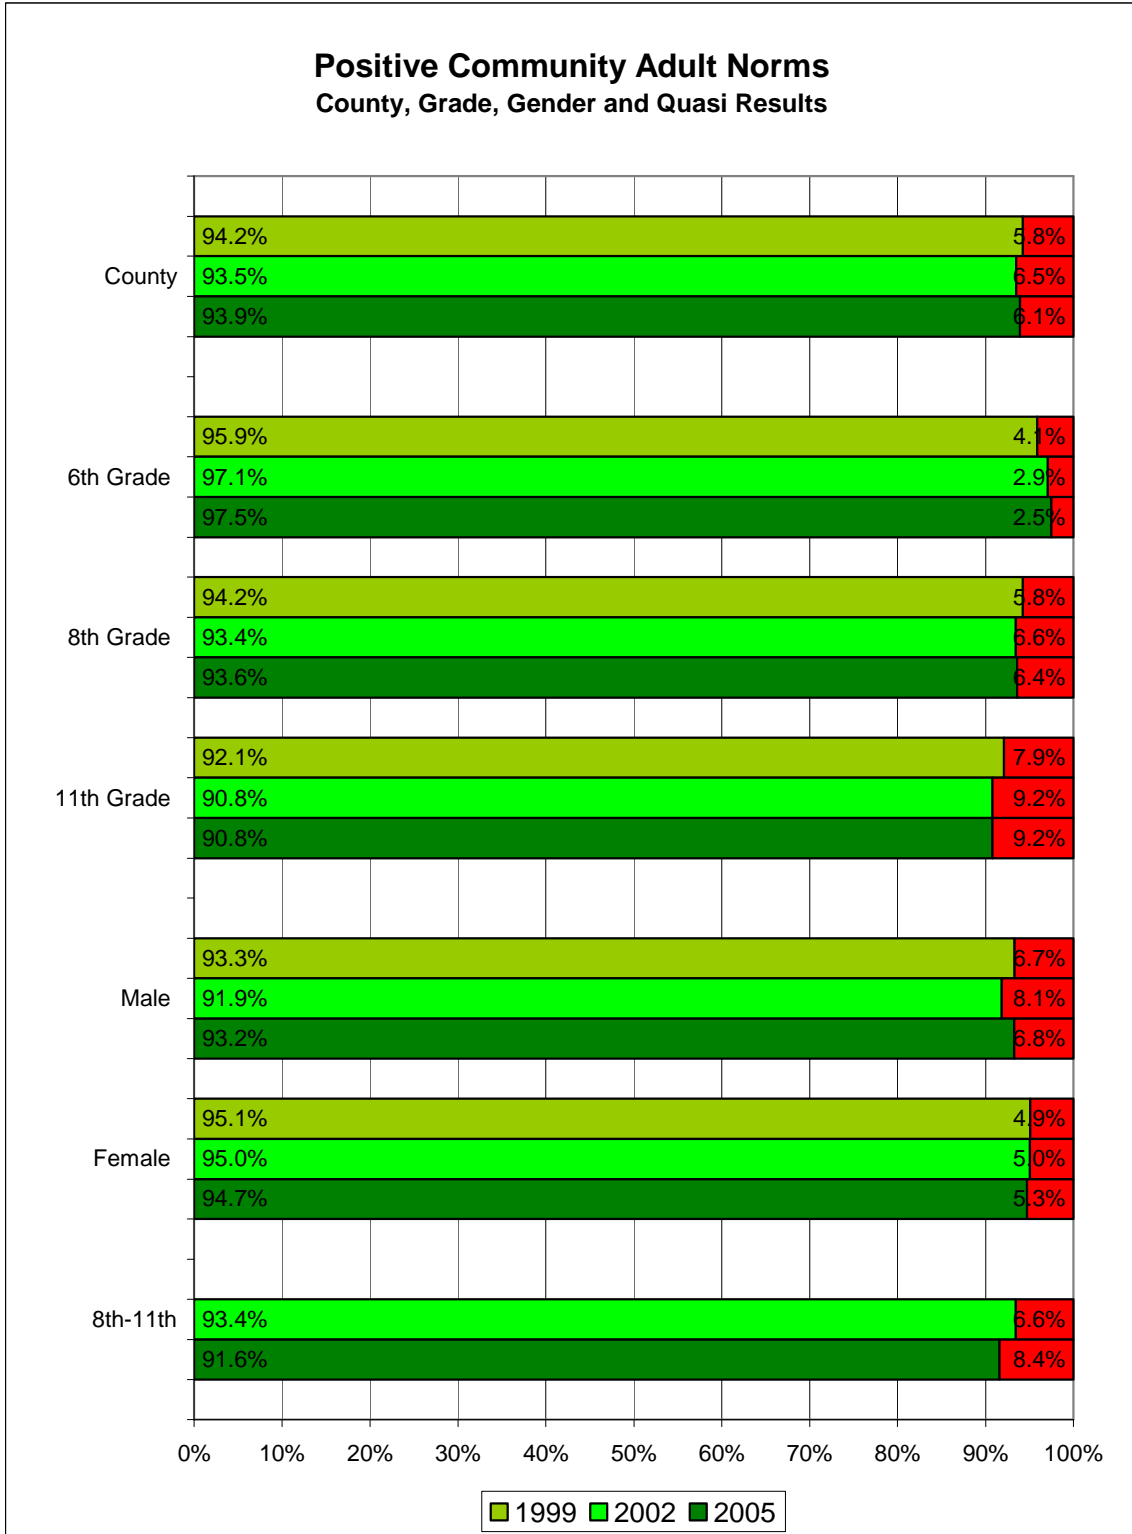 Positive Community Adult Norms
County, Grade, Gender and Quasi Results
94.2% 5.8%
County 93.5% 6.5%
93.9% 6.1%
95.9% 4.1%
6th Grade 97.1% 2.9%
97.5% 2.5%
94.2% 5.8%
8th Grade 93.4% 6.6%
93.6% 6.4%
92.1% 7.9%
11th Grade 90.8% 9.2%
90.8% 9.2%
93.3% 6.7%
Male 91.9% 8.1%
93.2% 6.8%
95.1% 4.9%
Female 95.0% 5.0%
94.7% 5.3%
8th-11th 93.4% 6.6%
91.6% 8.4%
0% 10% 20% 30% 40% 50% 60% 70% 80% 90% 100%
1999 2002 2005